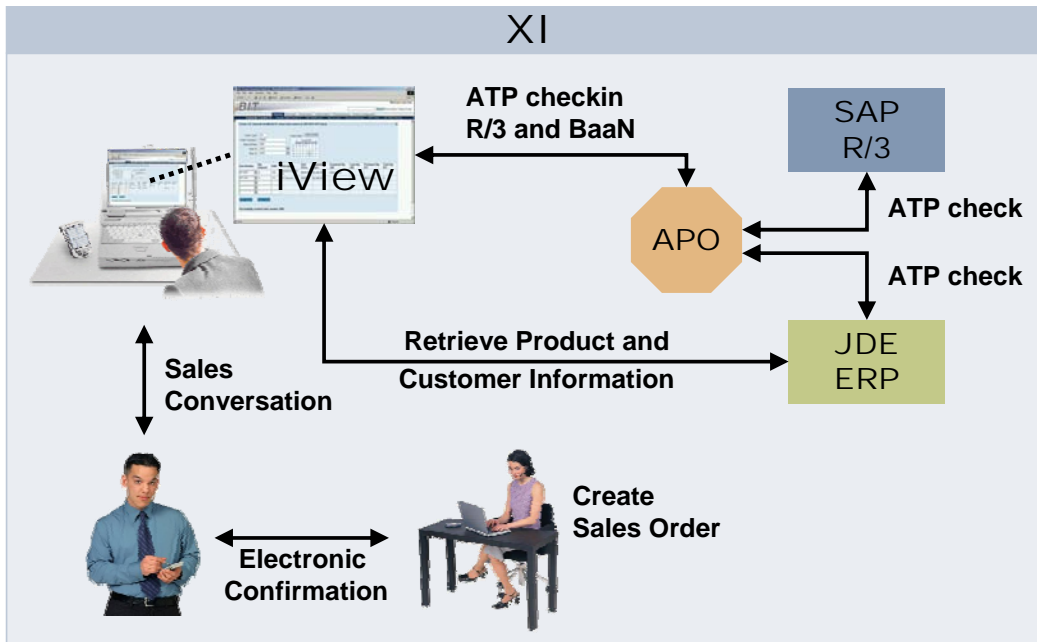 XI
ATP checkin
R/3 and BaaN
SAP
R/3
BIT
iView
ATP check
APO
ATP check
Retrieve Product and
Customer Information
JDE
ERP
Sales
Conversation
Create
Sales Order
Electronic
Confirmation